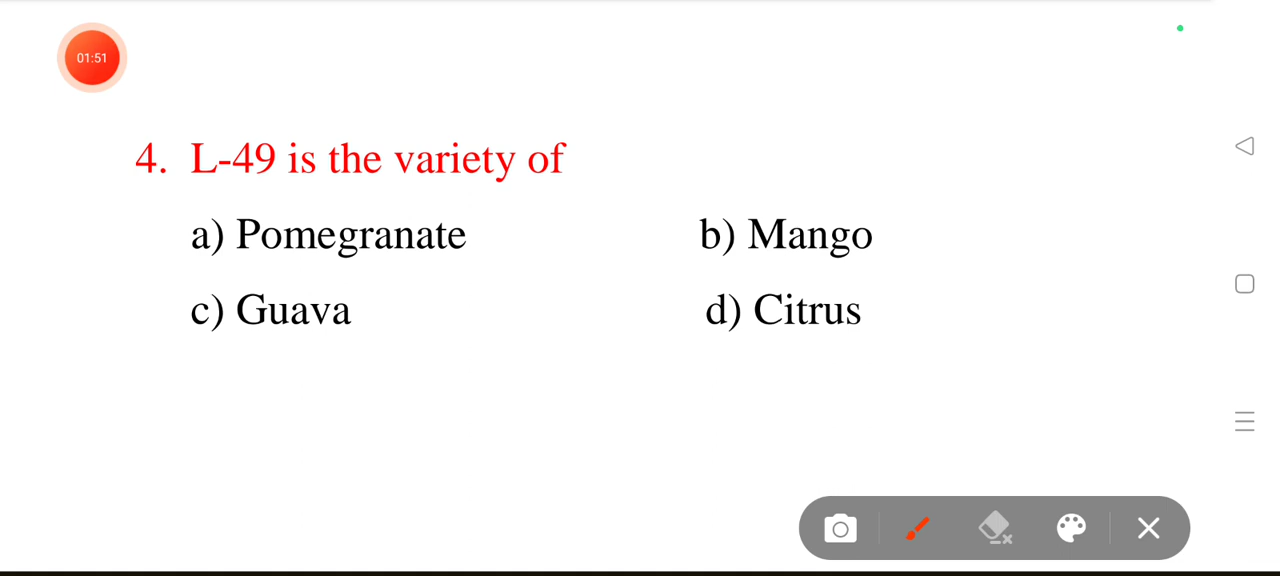 01:51
4. L-49 is the variety of
a) Pomegranate b) Mango
c) Guava d) Citrus